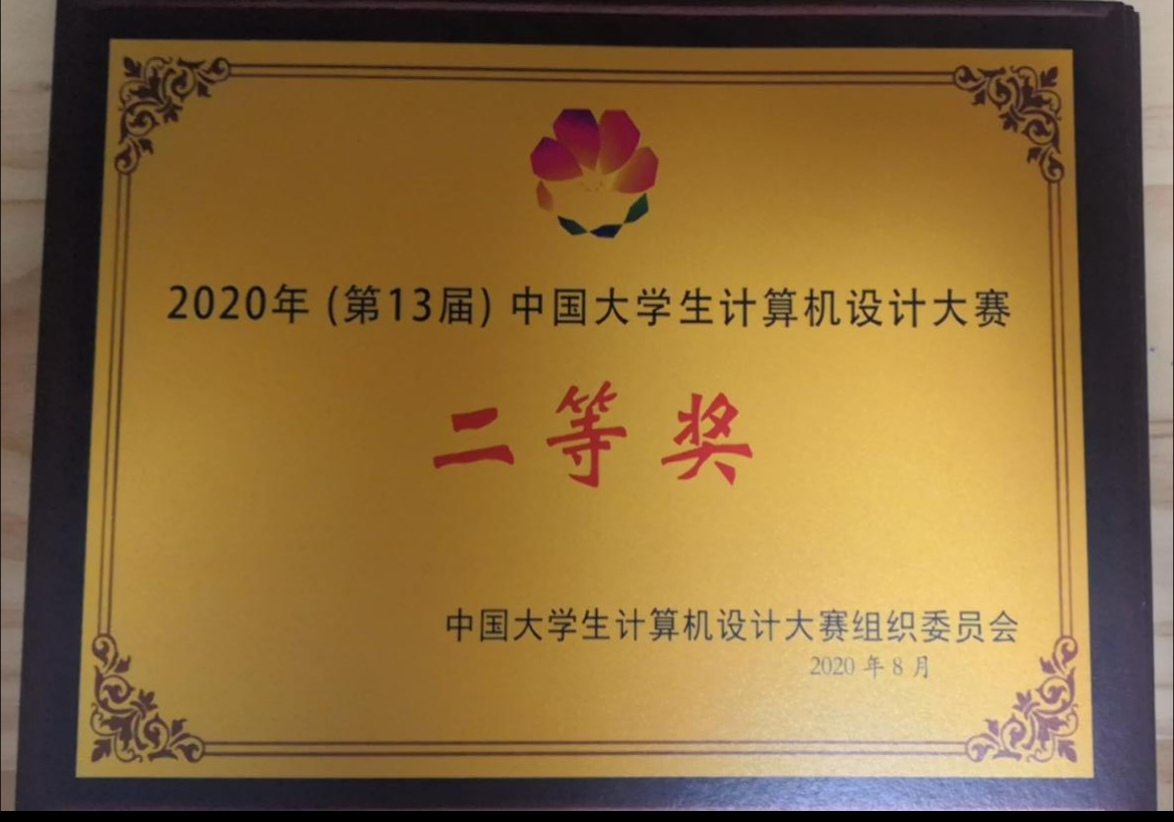 2020年 (第13届) 中国大学生计算机设计大赛
二等奖
中国大学生计算机设计大赛组织委员会
2020 年 8 月